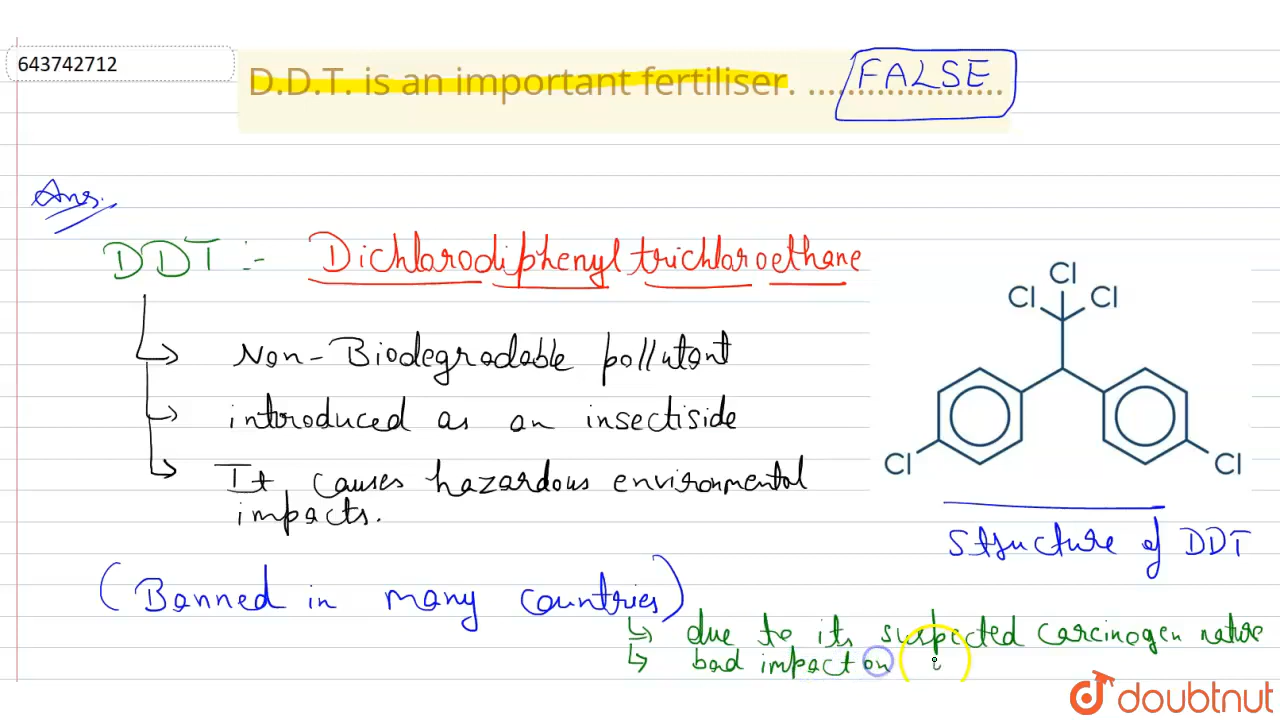 643742712
D.D.T. is an important fertiliser. .................... FALSE
Ans.
DDT :- Dichlorodiphenyl trichloroethane
Non-Biodegradable pollutant
introduced as an insectiside
It causes hazardous environmental
impacts.
Cl
Cl Cl
Cl Cl
Structure of DDT
(Banned in many countries)
due to its suspected carcinogen nature
bad impact on
doubtnut